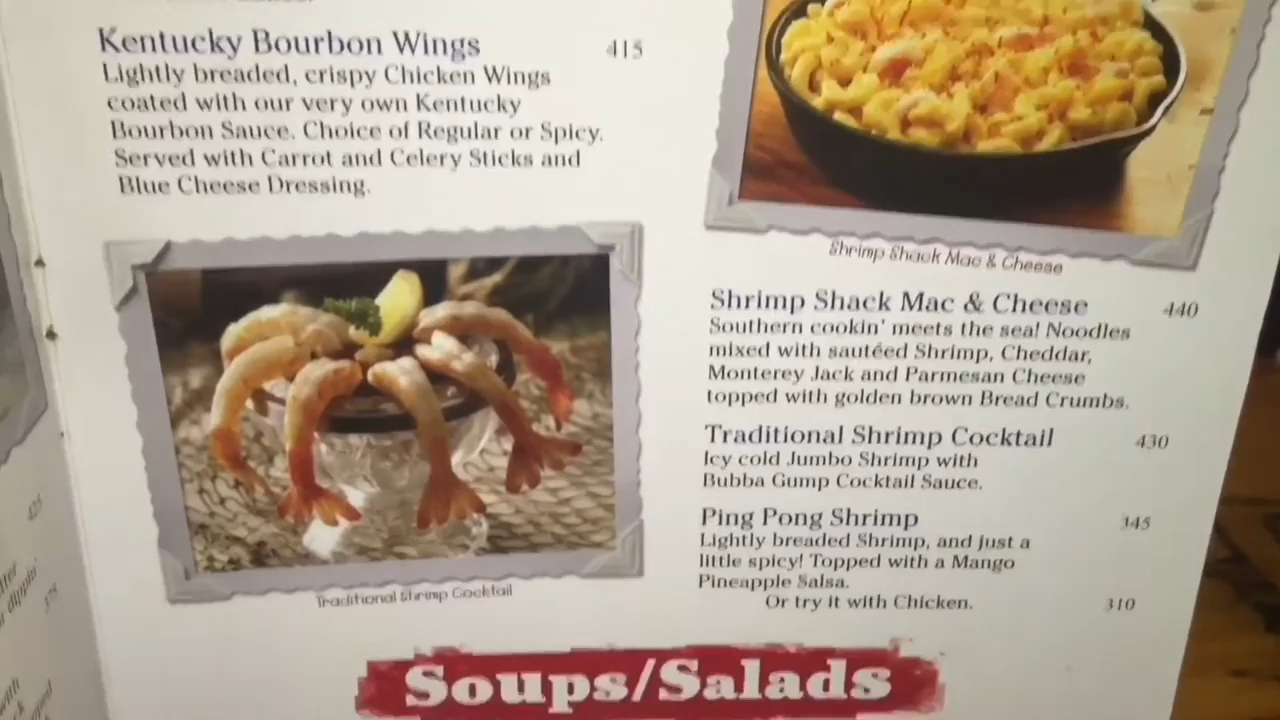 Kentucky Bourbon Wings 415
Lightly breaded, crispy Chicken Wings
coated with our very own Kentucky
Bourbon Sauce. Choice of Regular or Spicy.
Served with Carrot and Celery Sticks and
Blue Cheese Dressing.
Traditional Shrimp Cocktail
Shrimp Shack Mac & Cheese
Shrimp Shack Mac & Cheese 440
Southern cookin' meets the sea! Noodles
mixed with sautéed Shrimp, Cheddar,
Monterey Jack and Parmesan Cheese
topped with golden brown Bread Crumbs.
Traditional Shrimp Cocktail 430
Icy cold Jumbo Shrimp with
Bubba Gump Cocktail Sauce.
Ping Pong Shrimp 345
Lightly breaded Shrimp, and just a
little spicy! Topped with a Mango
Pineapple Salsa.
Or try it with Chicken. 310
Soups/Salads